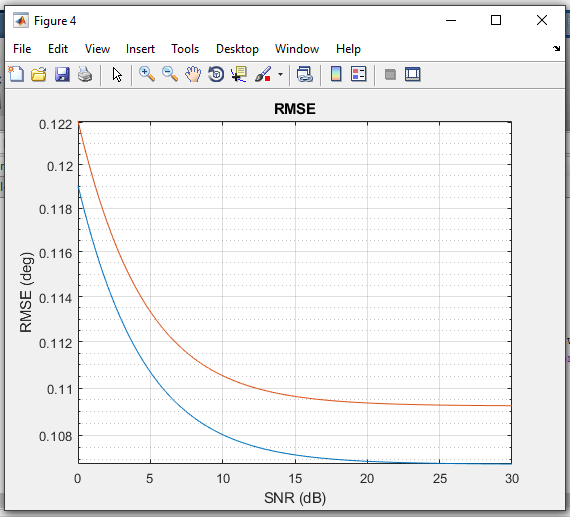 Figure 4
File Edit View Insert Tools Desktop Window Help
RMSE
0.122
0.12
0.118
0.116
0.114
0.112
0.11
0.108
RMSE (deg)
0 5 10 15 20 25 30
SNR (dB)